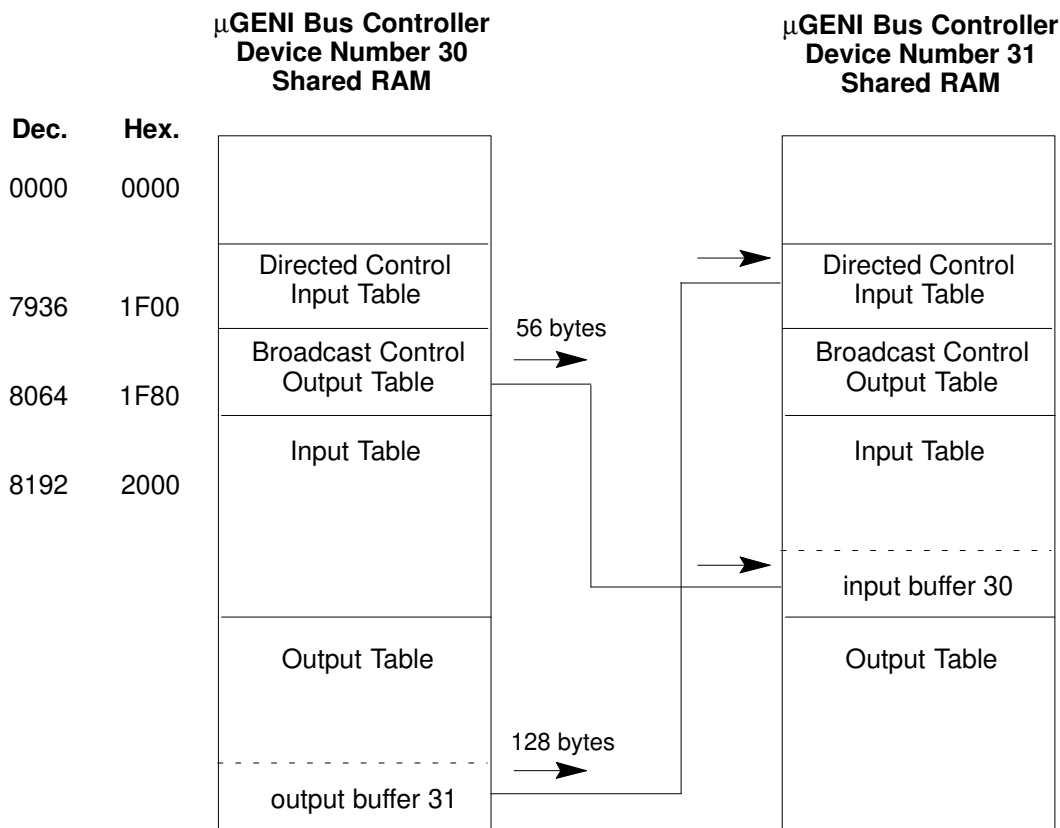 µGENI Bus Controller
Device Number 30
Shared RAM
µGENI Bus Controller
Device Number 31
Shared RAM
Dec. Hex.
0000 0000
7936 1F00
8064 1F80
8192 2000
Directed Control
Input Table
Broadcast Control
Output Table
Input Table
Output Table
output buffer 31
56 bytes
128 bytes
Directed Control
Input Table
Broadcast Control
Output Table
Input Table
input buffer 30
Output Table